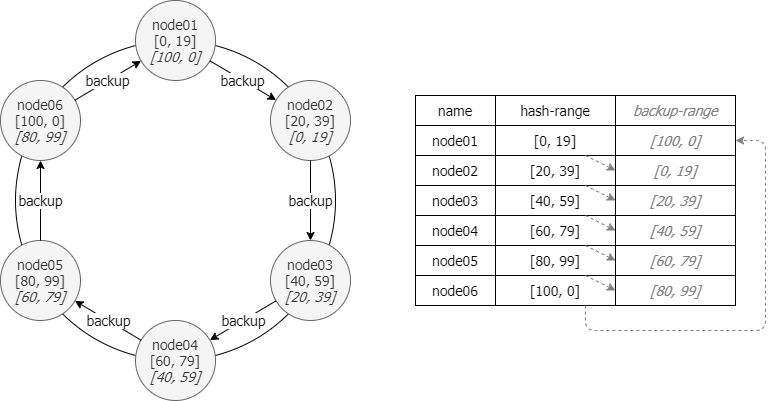 node01
[0, 19]
[100, 0]
backup
backup
node06
[100, 0]
[80, 99]
node02
[20, 39]
[0, 19]
backup
backup
node05
[80, 99]
[60, 79]
node03
[40, 59]
[20, 39]
backup
backup
node04
[60, 79]
[40, 59]
name hash-range backup-range
node01 [0, 19] [100, 0]
node02 [20, 39] [0, 19]
node03 [40, 59] [20, 39]
node04 [60, 79] [40, 59]
node05 [80, 99] [60, 79]
node06 [100, 0] [80, 99]